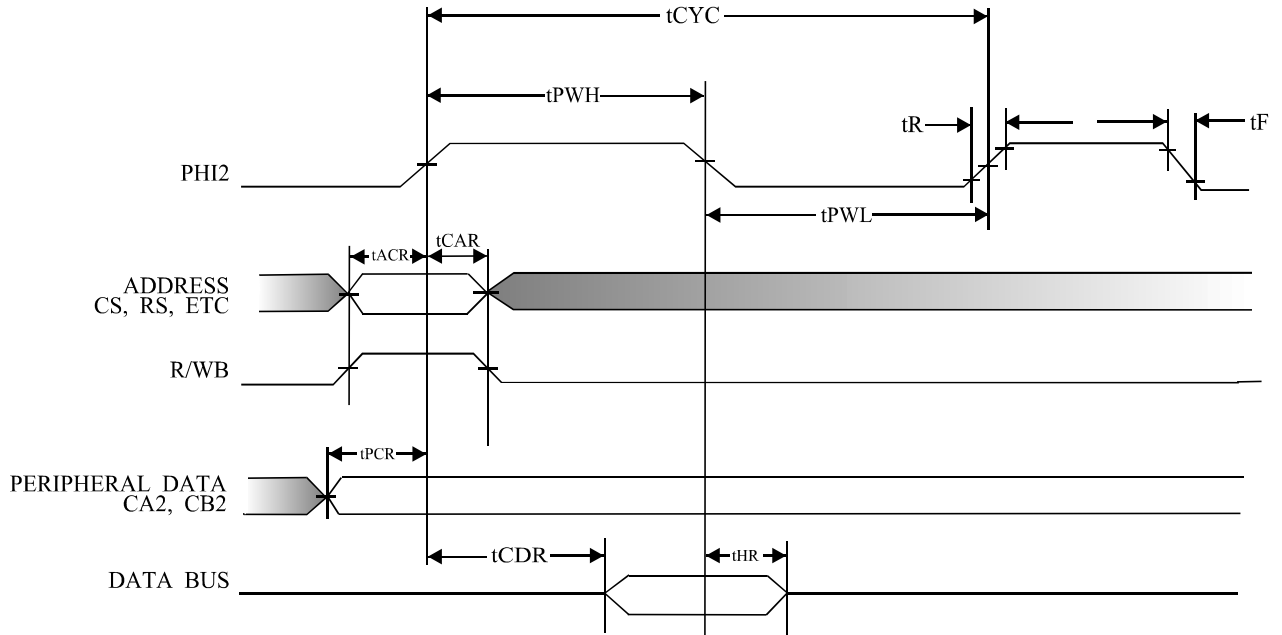 tCYC
tPWH
tR
tF
PHI2
tPWL
tACR
tCAR
ADDRESS
CS, RS, ETC
R/WB
tPCR
PERIPHERAL DATA
CA2, CB2
tCDR
tHR
DATA BUS